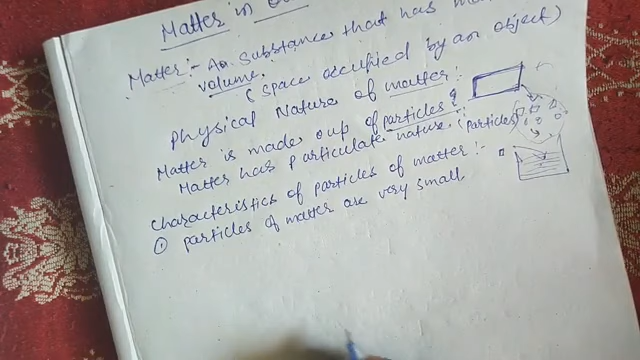 Matter in
Matter:- An Substance that has
volume.
( space occupied by an object)
Physical Nature of matter:-
Matter is made oup of particles
Matter has particulate nature (particles)
Characteristics of particles of matter:-
① particles of matter are very small.